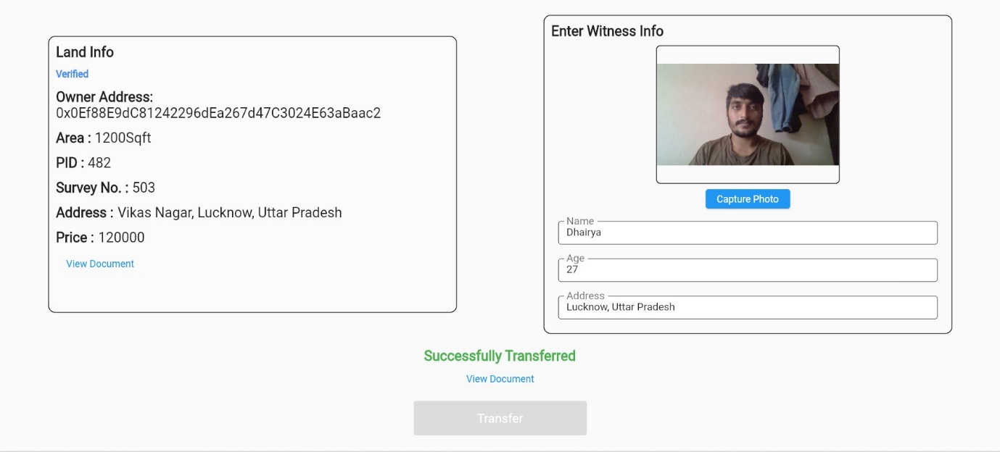 Land Info
Verified
Owner Address:
0x0Ef88E9dC81242296dEa267d47C3024E63aBaac2
Area : 1200Sqft
PID : 482
Survey No. : 503
Address : Vikas Nagar, Lucknow, Uttar Pradesh
Price : 120000
View Document
Enter Witness Info
Capture Photo
Name
Dhairya
Age
27
Address
Lucknow, Uttar Pradesh
Successfully Transferred
View Document
Transfer